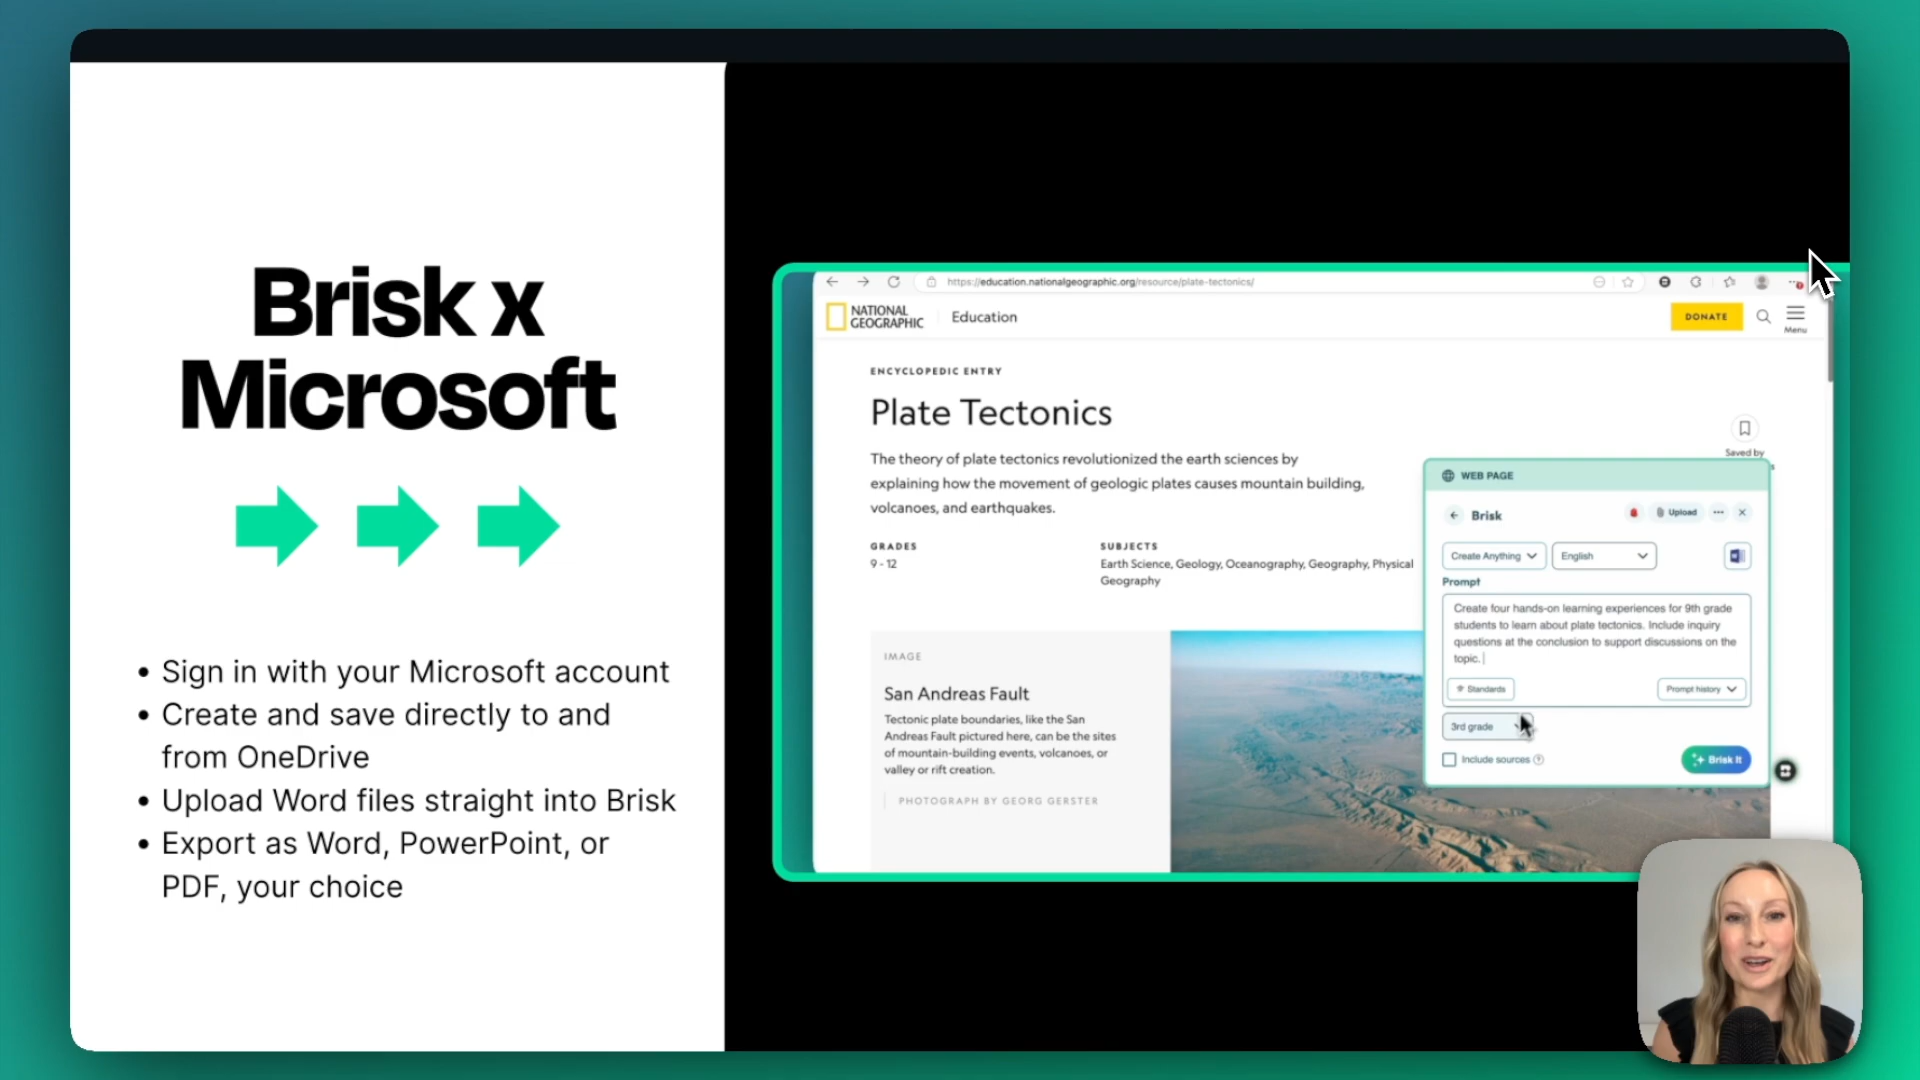 Brisk x
Microsoft
• Sign in with your Microsoft account
• Create and save directly to and
from OneDrive
• Upload Word files straight into Brisk
• Export as Word, PowerPoint, or
PDF, your choice
https://education.nationalgeographic.org/resource/plate-tectonics/
NATIONAL
GEOGRAPHIC
Education
DONATE
Menu
ENCYCLOPEDIC ENTRY
Plate Tectonics
The theory of plate tectonics revolutionized the earth sciences by
explaining how the movement of geologic plates causes mountain building,
volcanoes, and earthquakes.
Saved by
GRADES
9 - 12
SUBJECTS
Earth Science, Geology, Oceanography, Geography, Physical
Geography
IMAGE
San Andreas Fault
Tectonic plate boundaries, like the San
Andreas Fault pictured here, can be the sites
of mountain-building events, volcanoes, or
valley or rift creation.
PHOTOGRAPH BY GEORG GERSTER
WEB PAGE
Brisk
Upload
Create Anything
English
Prompt
Create four hands-on learning experiences for 9th grade
students to learn about plate tectonics. Include inquiry
questions at the conclusion to support discussions on the
topic.
Standards
Prompt history
3rd grade
Include sources
Brisk It